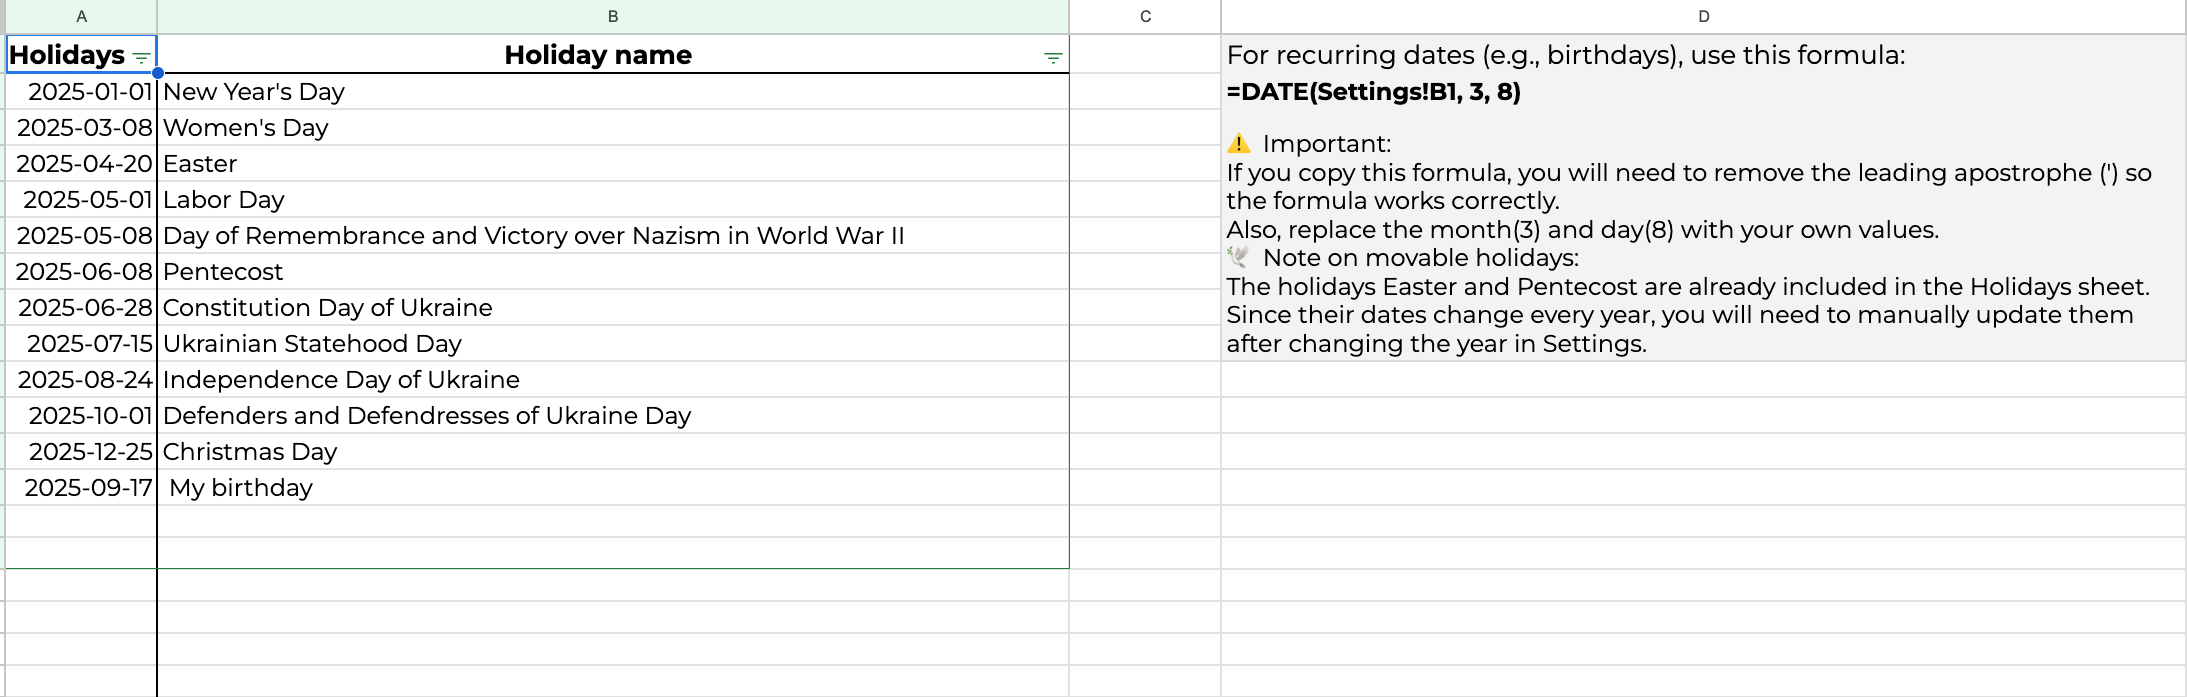 A B C D
Holidays Holiday name For recurring dates (e.g., birthdays), use this formula:
2025-01-01 New Year's Day =DATE(Settings!B1, 3, 8)
2025-03-08 Women's Day
2025-04-20 Easter
2025-05-01 Labor Day
2025-05-08 Day of Remembrance and Victory over Nazism in World War II
2025-06-08 Pentecost
2025-06-28 Constitution Day of Ukraine
2025-07-15 Ukrainian Statehood Day
2025-08-24 Independence Day of Ukraine
2025-10-01 Defenders and Defendresses of Ukraine Day
2025-12-25 Christmas Day
2025-09-17 My birthday
⚠️ Important:
If you copy this formula, you will need to remove the leading apostrophe (') so
the formula works correctly.
Also, replace the month(3) and day(8) with your own values.
🕊️ Note on movable holidays:
The holidays Easter and Pentecost are already included in the Holidays sheet.
Since their dates change every year, you will need to manually update them
after changing the year in Settings.